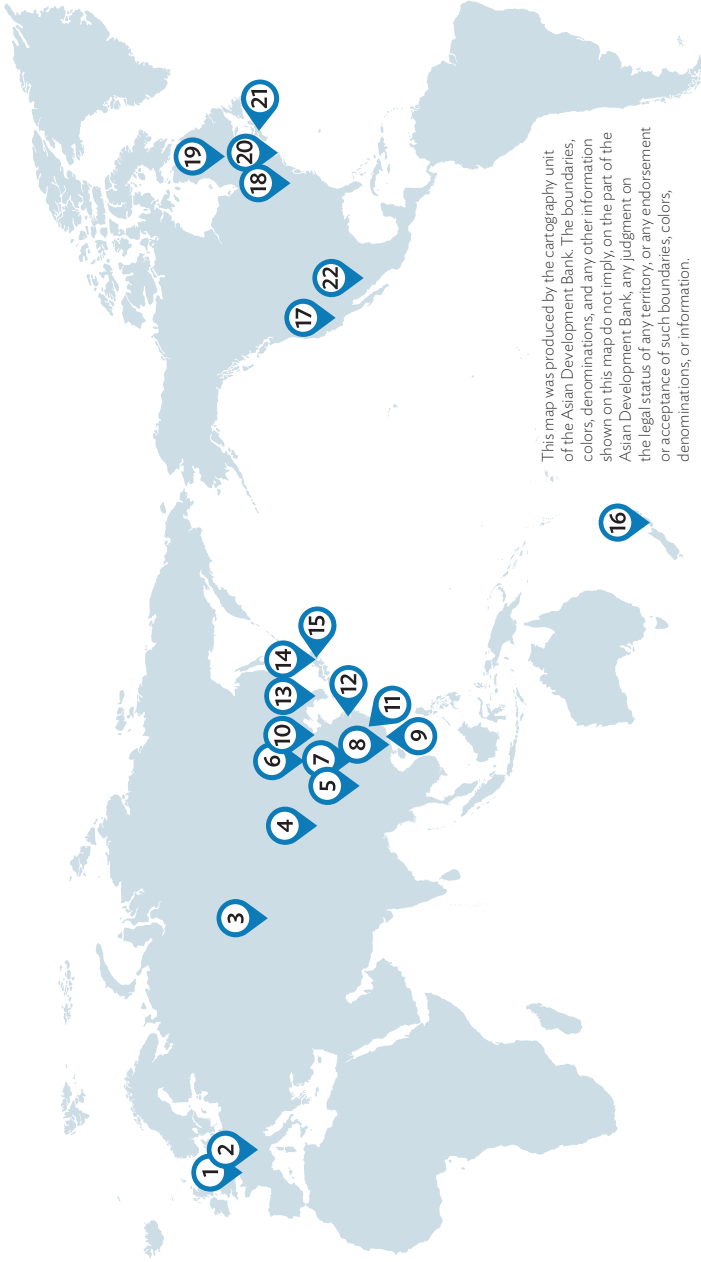 1
2
3
4
5
6
7
8
9
10
11
12
13
14
15
16
17
18
19
20
21
22
This map was produced by the cartography unit
of the Asian Development Bank. The boundaries,
colors, denominations, and any other information
shown on this map do not imply, on the part of the
Asian Development Bank, any judgment on
the legal status of any territory, or any endorsement
or acceptance of such boundaries, colors,
denominations, or information.